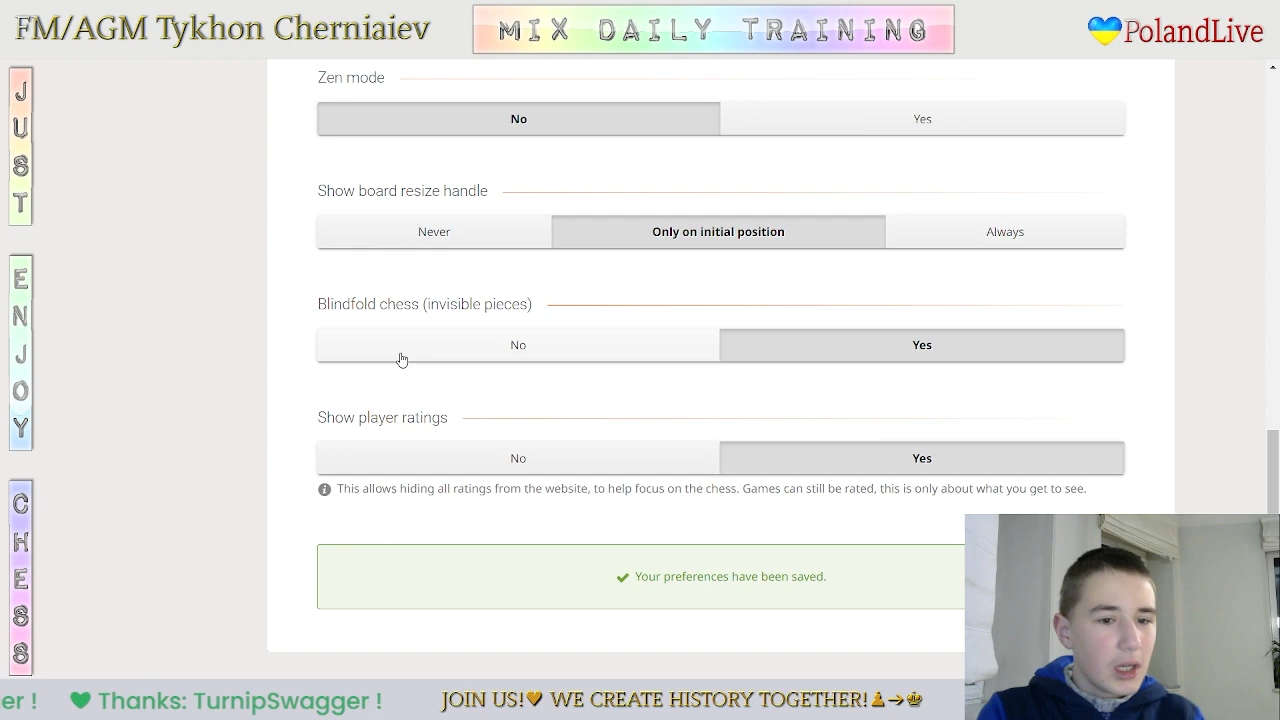 FM/AGM Tykhon Cherniaiev
MIX DAILY TRAINING
PolandLive
JUST
ENJOY
CHESS
Zen mode
No
Yes
Show board resize handle
Never
Only on initial position
Always
Blindfold chess (invisible pieces)
No
Yes
Show player ratings
No
Yes
This allows hiding all ratings from the website, to help focus on the chess. Games can still be rated, this is only about what you get to see.
Your preferences have been saved.
er ! Thanks: TurnipSwagger !
JOIN US! WE CREATE HISTORY TOGETHER!